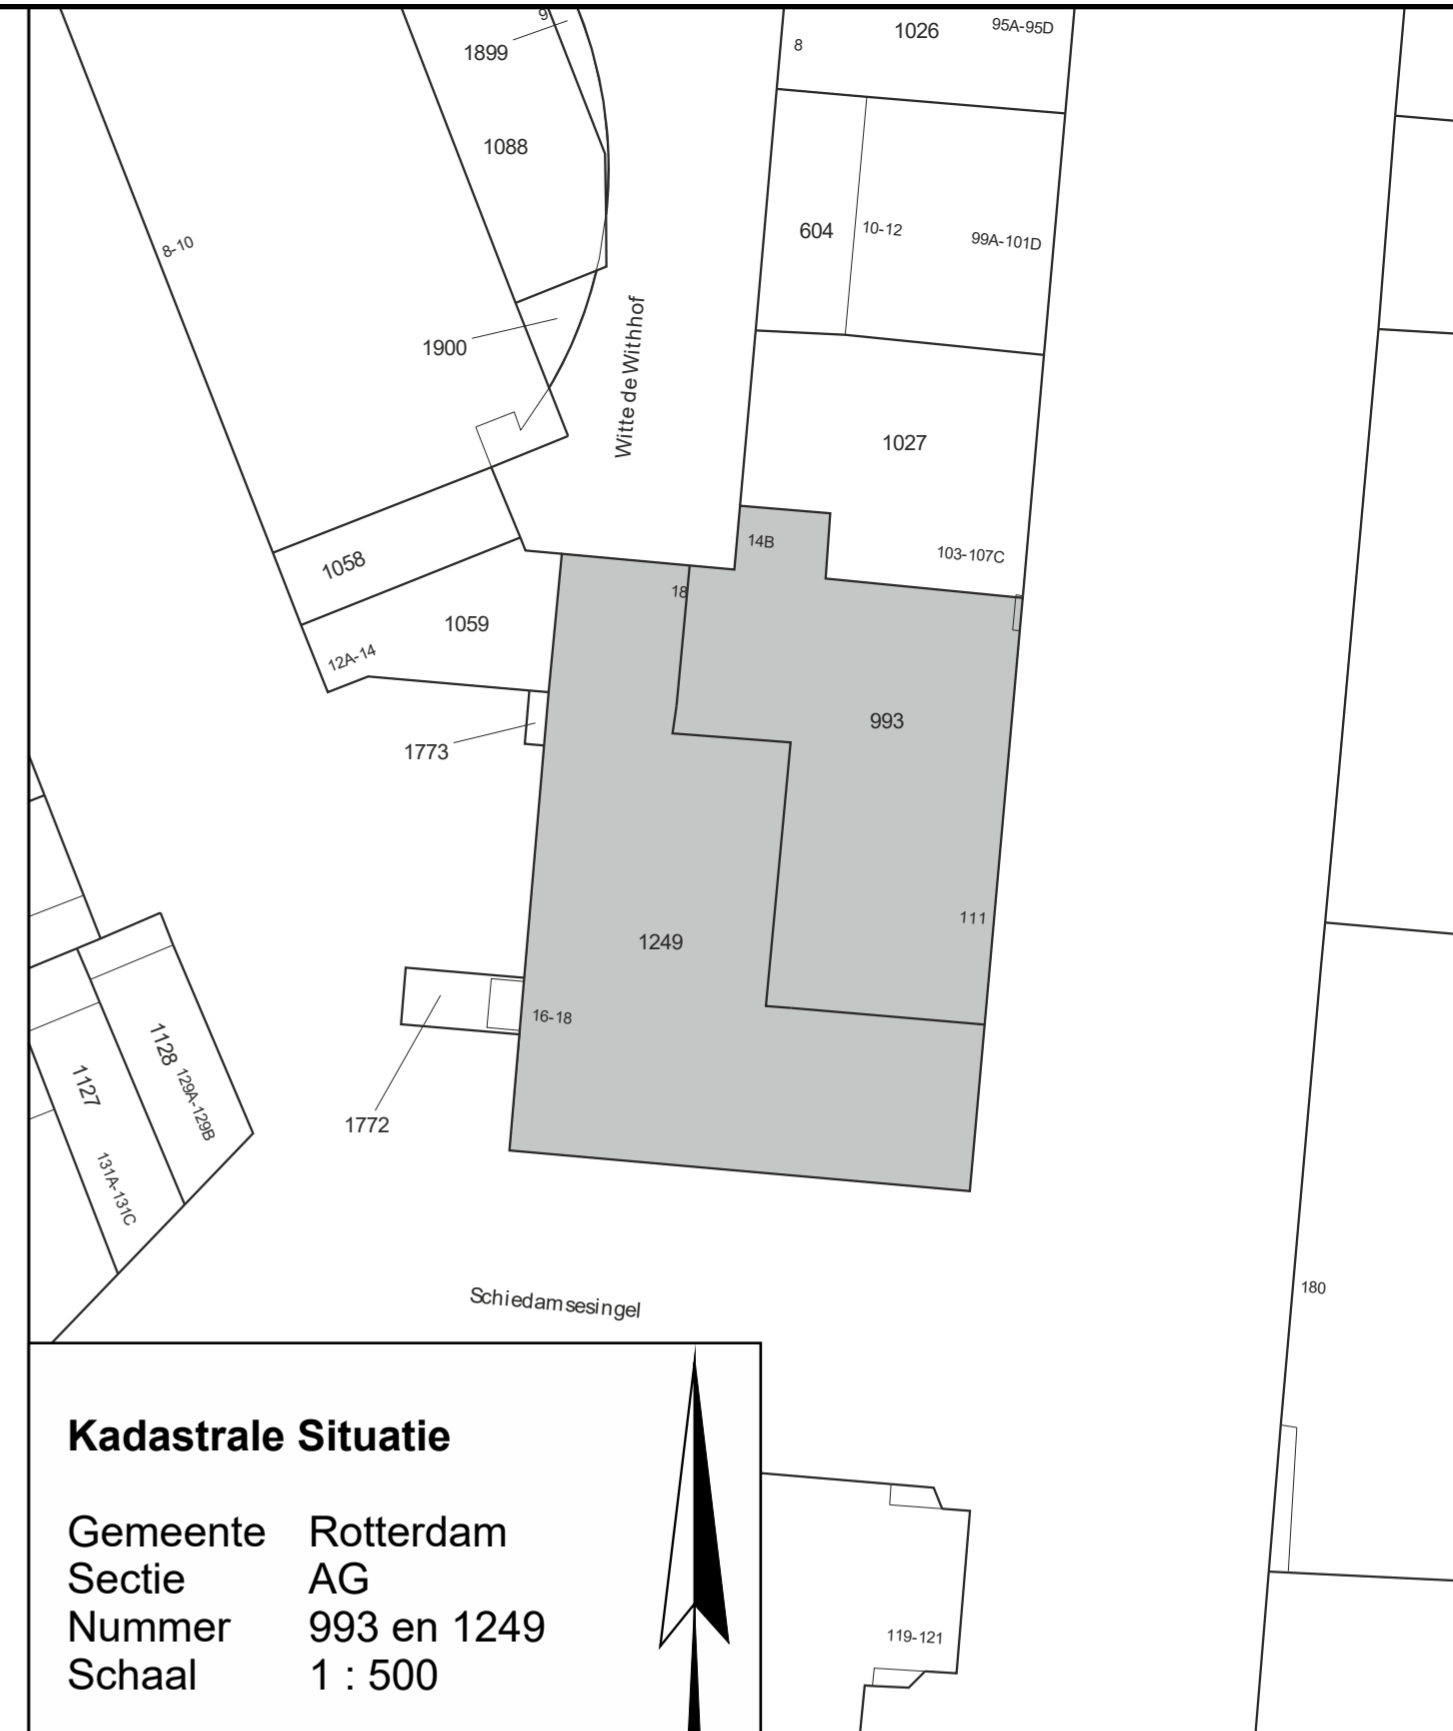 9
1899
8
1026
95A-95D
1088
604
10-12
99A-101D
8-10
1900
Witte de Withhof
1027
14B
103-107C
1058
18
1059
12A-14
993
1773
111
1249
16-18
1128
129A-129B
1127
131A-131C
1772
180
Schiedamsesingel
Kadastrale Situatie
Gemeente Rotterdam
Sectie AG
Nummer 993 en 1249
Schaal 1 : 500
119-121